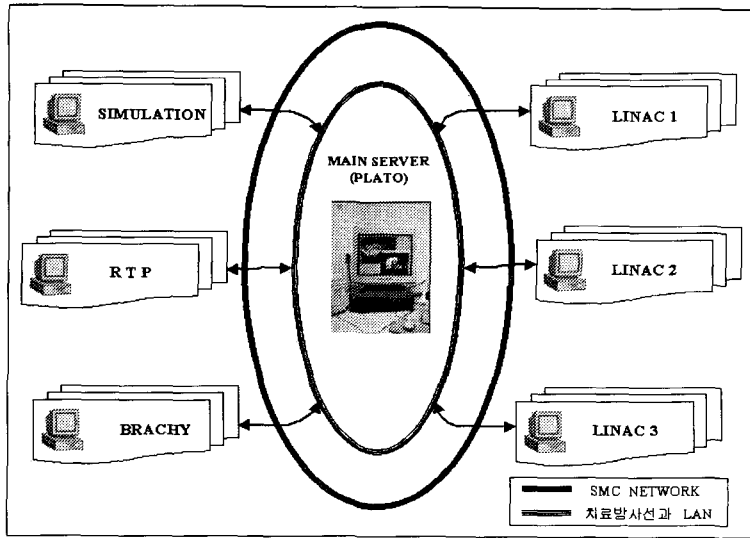 SIMULATION
LINAC 1
MAIN SERVER
(PLATO)
R T P
LINAC 2
BRACHY
LINAC 3
SMC NETWORK
치료방사선과 LAN